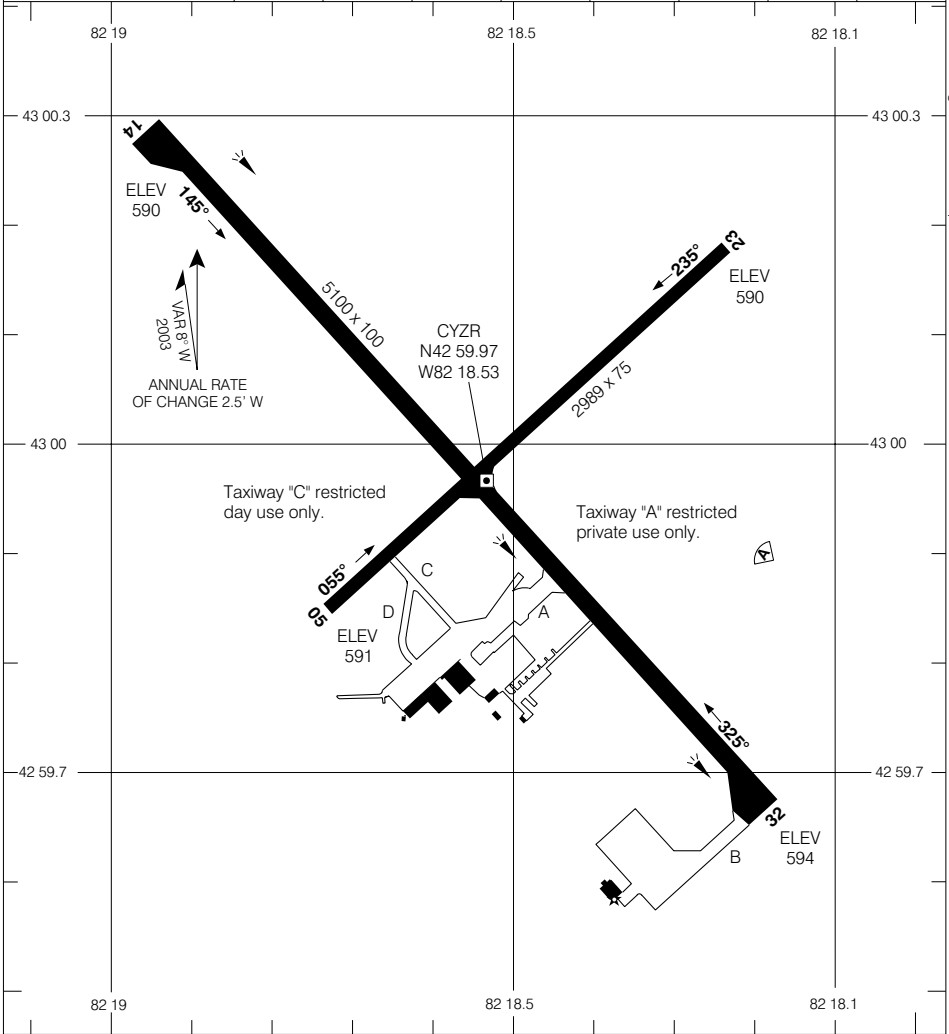 82 19
82 18.5
82 18.1
43 00.3
43 00.3
14
ELEV
590
145°
23
235°
ELEV
590
5100 x 100
VAR 8° W
2003
CYZR
N42 59.97
W82 18.53
2989 x 75
ANNUAL RATE
OF CHANGE 2.5' W
43 00
43 00
Taxiway "C" restricted
day use only.
Taxiway "A" restricted
private use only.
A
055°
C
05
D
A
ELEV
591
325°
42 59.7
42 59.7
32
ELEV
594
B
82 19
82 18.5
82 18.1